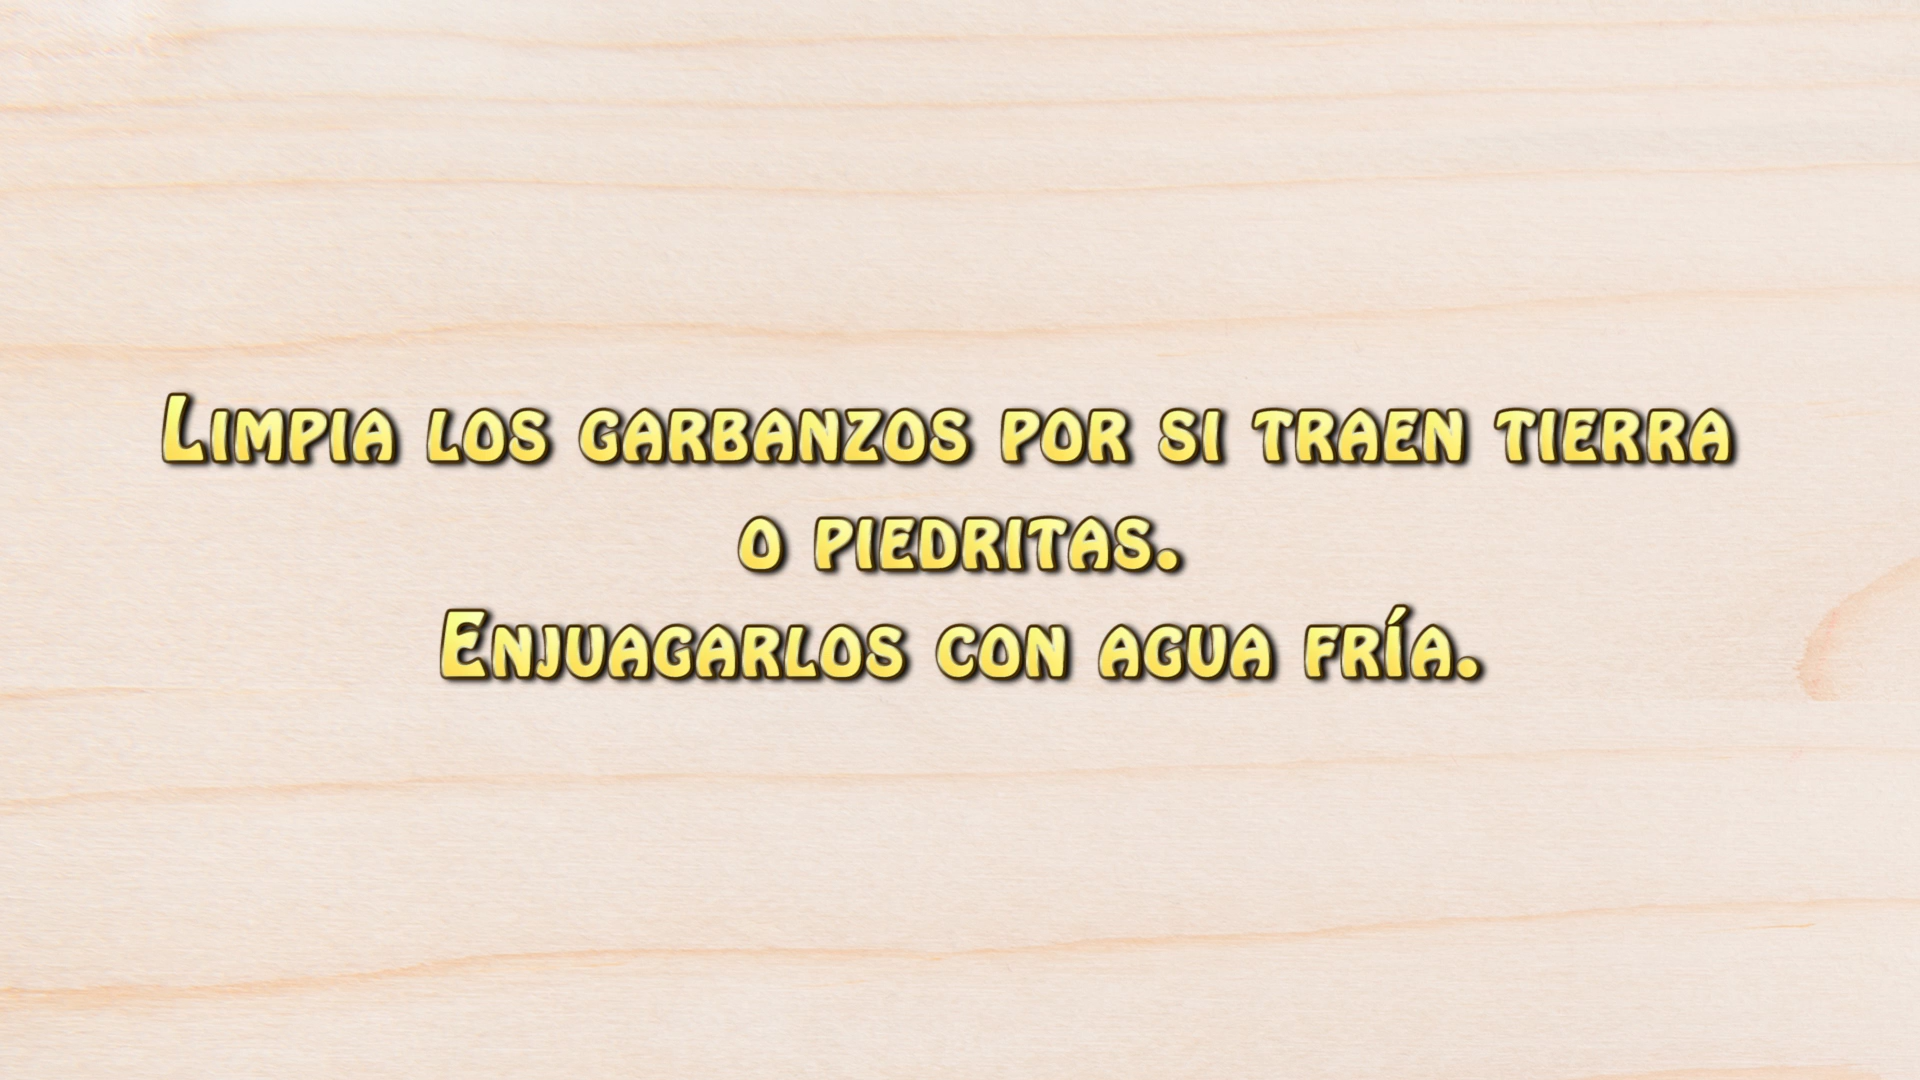 Limpia los garbanzos por si traen tierra
o piedritas.
Enjuagarlos con agua fría.